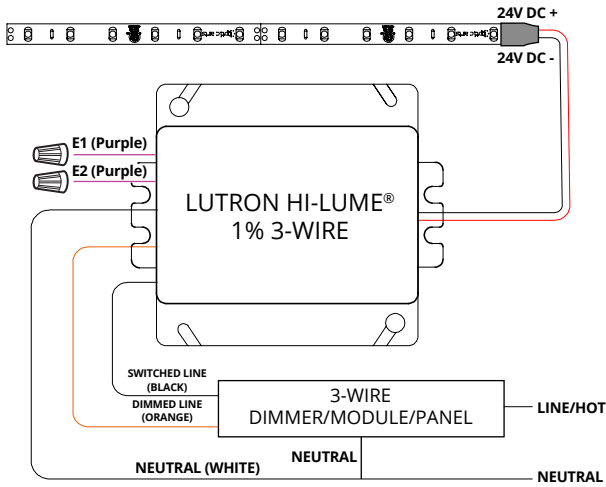 24V DC +
24V DC -
E1 (Purple)
E2 (Purple)
LUTRON HI-LUME®
1% 3-WIRE
SWITCHED LINE
(BLACK)
DIMMED LINE
(ORANGE)
3-WIRE
DIMMER/MODULE/PANEL
LINE/HOT
NEUTRAL
NEUTRAL (WHITE)
NEUTRAL